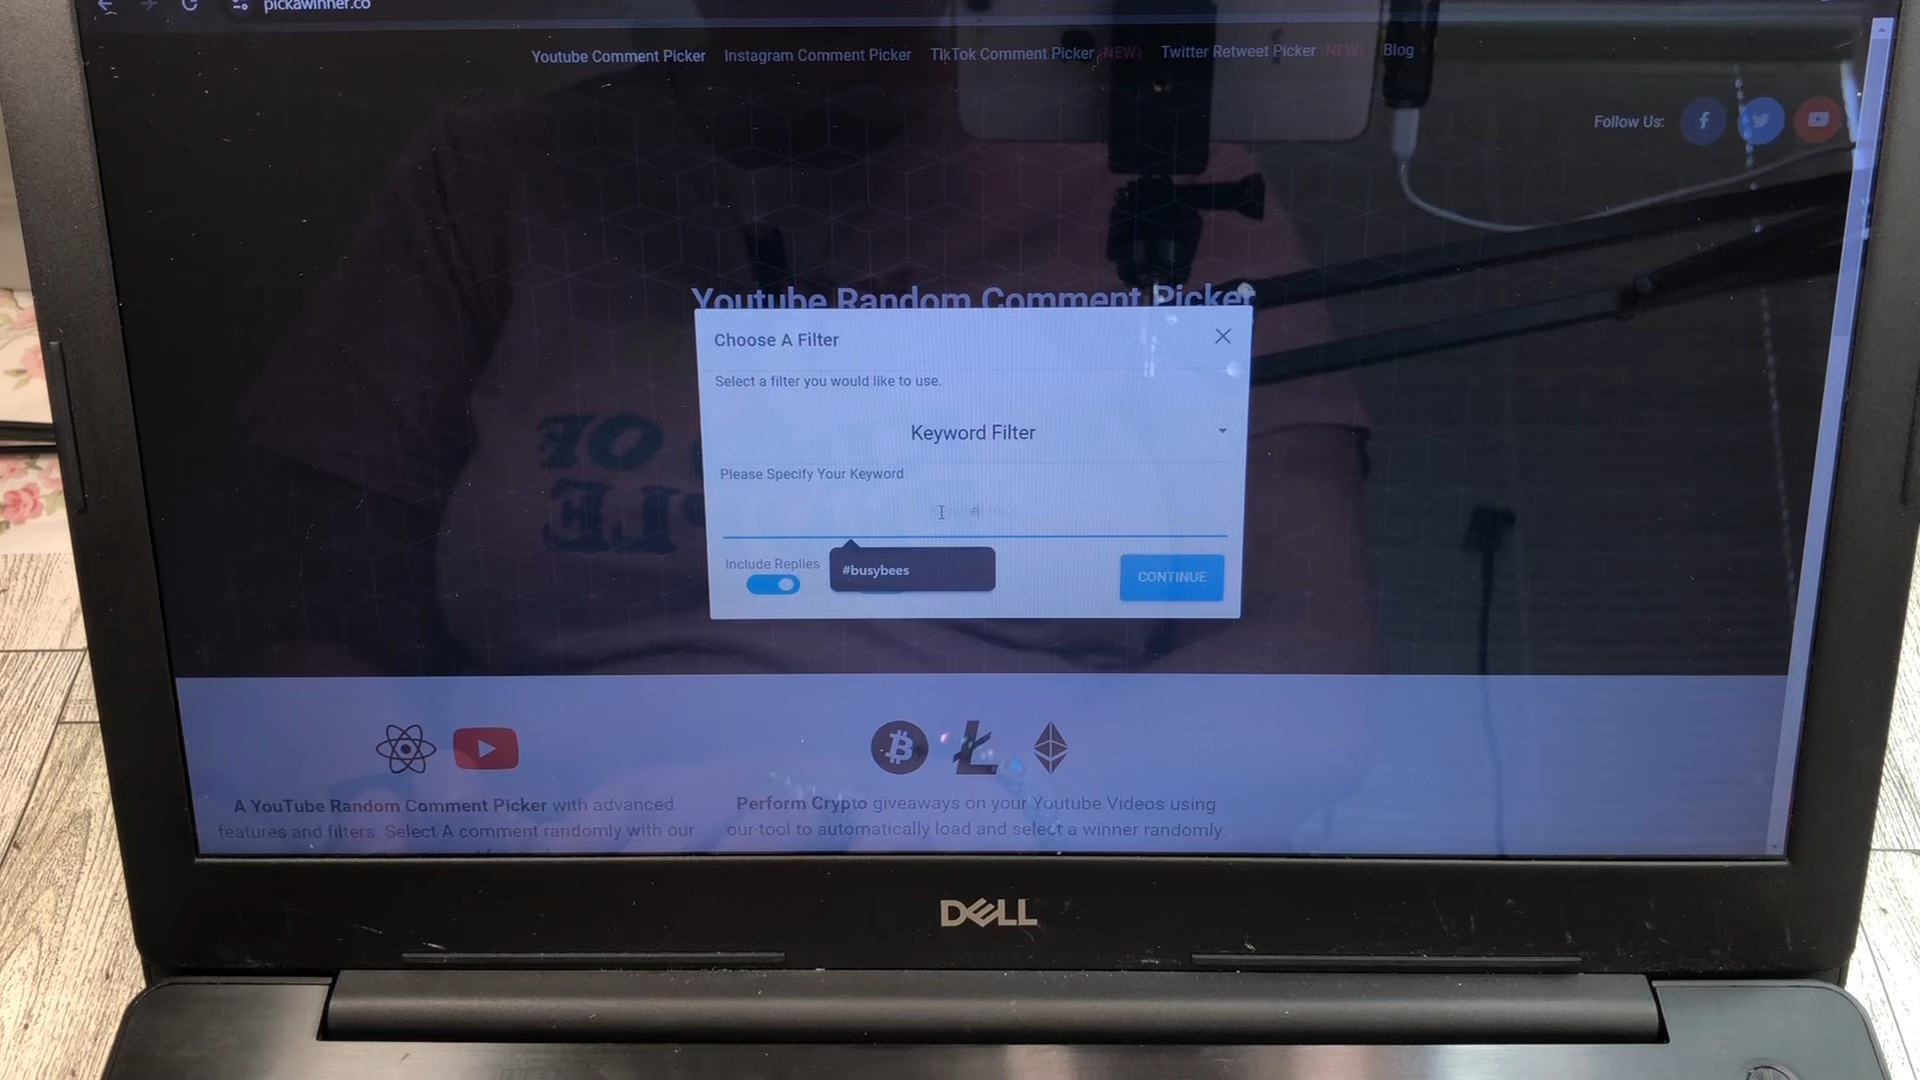 pickawinner.co
Youtube Comment Picker Instagram Comment Picker TikTok Comment Picker (NEW) Twitter Retweet Picker (NEW) Blog
Follow Us:
Youtube Random Comment Picker
Choose A Filter
Select a filter you would like to use.
Keyword Filter
Please Specify Your Keyword
#
Include Replies
#busybees
CONTINUE
A YouTube Random Comment Picker with advanced
features and filters. Select A comment randomly with our
Perform Crypto giveaways on your Youtube Videos using
our tool to automatically load and select a winner randomly.
DELL